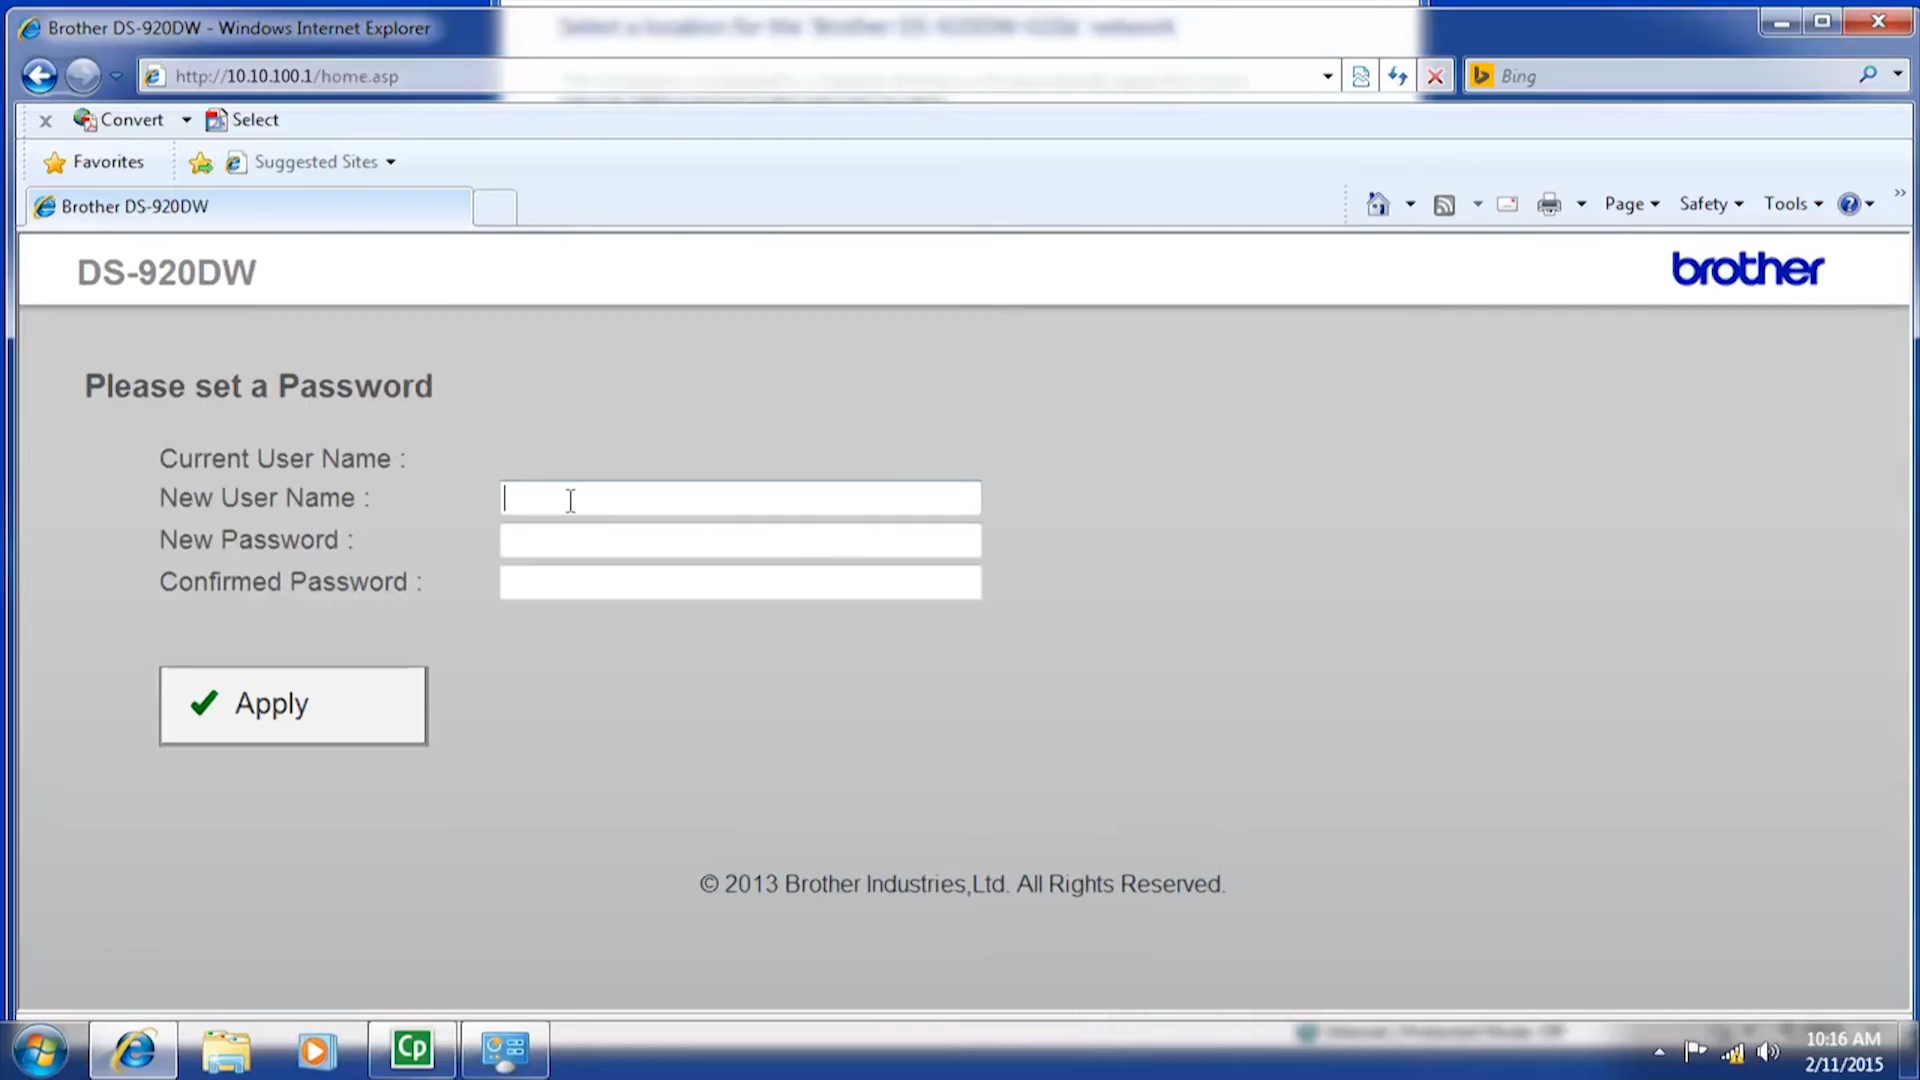 Brother DS-920DW - Windows Internet Explorer
http://10.10.100.1/home.asp
Bing
x Convert Select
Favorites Suggested Sites
Brother DS-920DW
Page Safety Tools
DS-920DW
brother
Please set a Password
Current User Name :
New User Name :
New Password :
Confirmed Password :
Apply
© 2013 Brother Industries,Ltd. All Rights Reserved.
Cp
10:16 AM
2/11/2015